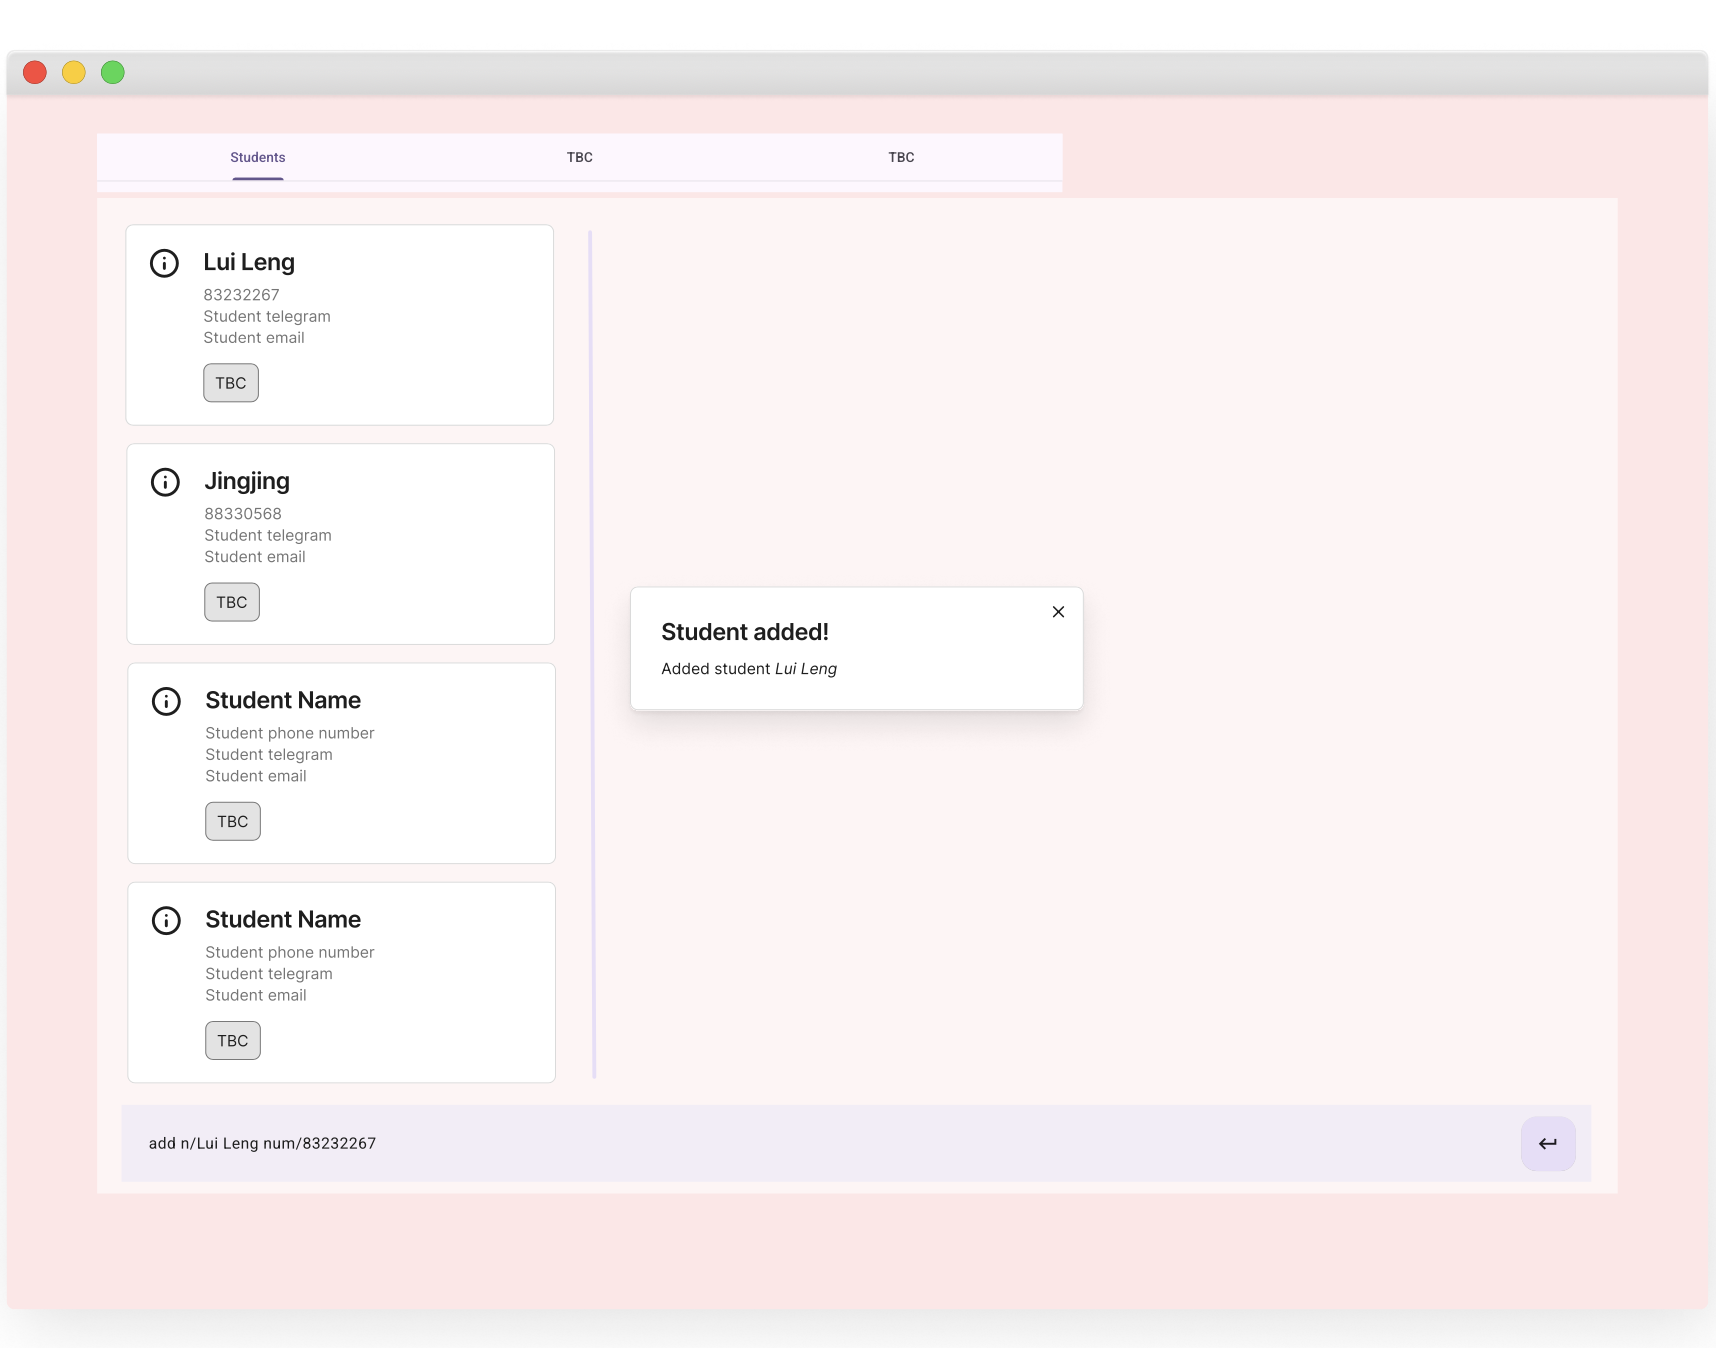 Students
TBC
TBC
Lui Leng
83232267
Student telegram
Student email
TBC
Jingjing
88330568
Student telegram
Student email
TBC
Student Name
Student phone number
Student telegram
Student email
TBC
Student Name
Student phone number
Student telegram
Student email
TBC
Student added!
Added student Lui Leng
add n/Lui Leng num/83232267